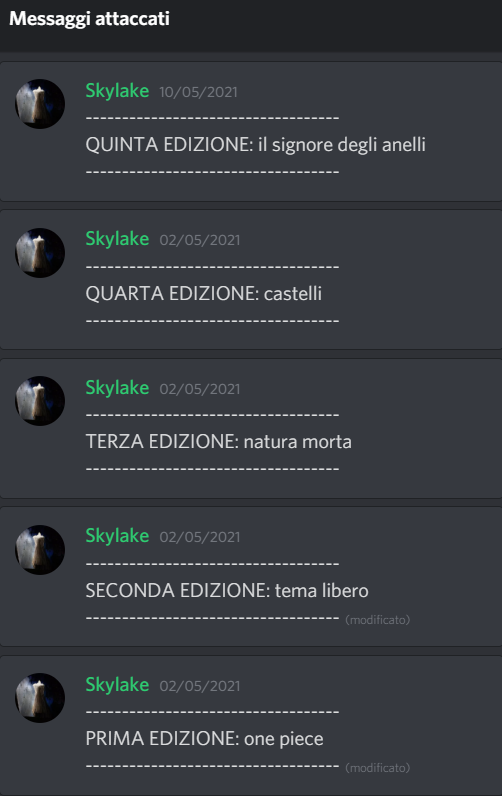 Messaggi attaccati
Skylake 10/05/2021
----------------------------------
QUINTA EDIZIONE: il signore degli anelli
----------------------------------
Skylake 02/05/2021
----------------------------------
QUARTA EDIZIONE: castelli
----------------------------------
Skylake 02/05/2021
----------------------------------
TERZA EDIZIONE: natura morta
----------------------------------
Skylake 02/05/2021
----------------------------------
SECONDA EDIZIONE: tema libero
---------------------------------- (modificato)
Skylake 02/05/2021
----------------------------------
PRIMA EDIZIONE: one piece
---------------------------------- (modificato)